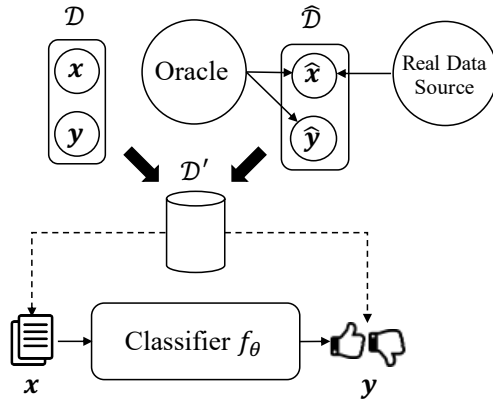 𝒟
𝒙
𝒚
Oracle
𝒟̂
𝒙̂
𝒚̂
Real Data
Source
𝒟′
Classifier 𝑓_θ
𝒙
𝒚